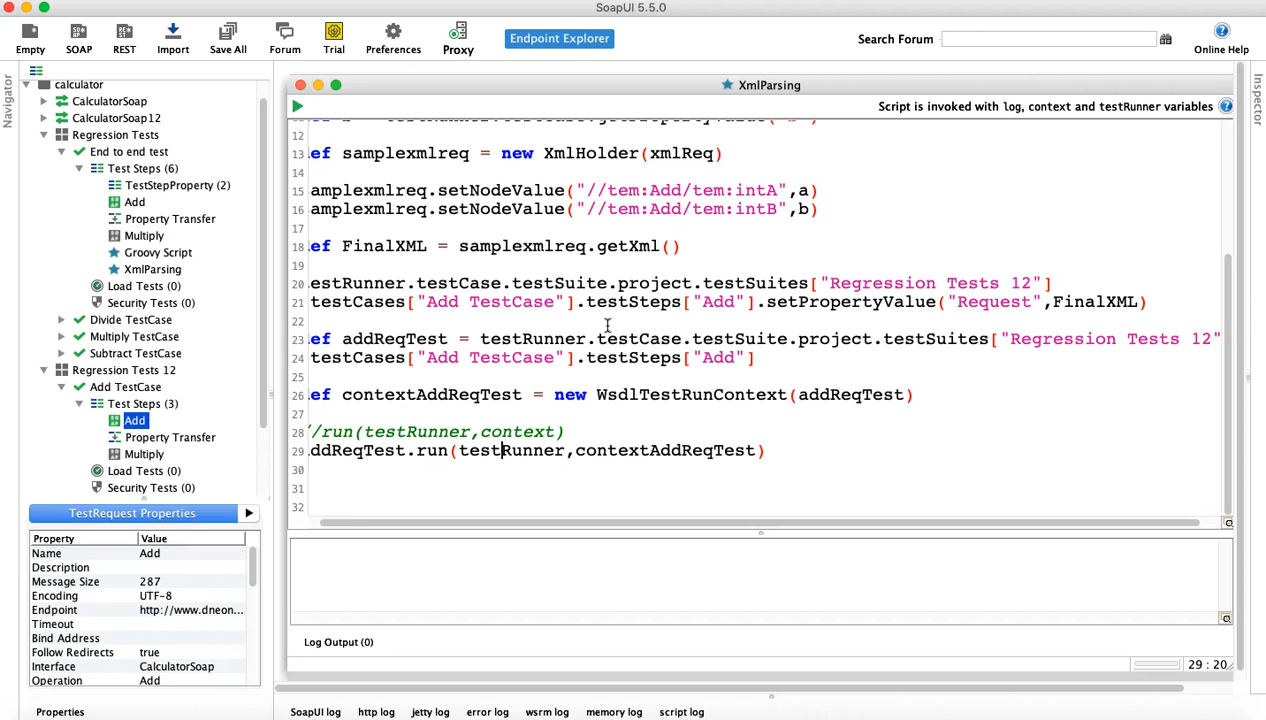 SoapUI 5.5.0
Empty SOAP REST Import Save All Forum Trial Preferences Proxy
Endpoint Explorer
Search Forum
Online Help
Navigator
calculator
CalculatorSoap
CalculatorSoap12
Regression Tests
End to end test
Test Steps (6)
TestStepProperty (2)
Add
Property Transfer
Multiply
Groovy Script
XmlParsing
Load Tests (0)
Security Tests (0)
Divide TestCase
Multiply TestCase
Subtract TestCase
Regression Tests 12
Add TestCase
Test Steps (3)
Add
Property Transfer
Multiply
Load Tests (0)
Security Tests (0)
TestRequest Properties
Property Value
Name Add
Description
Message Size 287
Encoding UTF-8
Endpoint http://www.dneon...
Timeout
Bind Address
Follow Redirects true
Interface CalculatorSoap
Operation Add
Properties
XmlParsing
Script is invoked with log, context and testRunner variables
12
13 ef samplexmlreq = new XmlHolder(xmlReq)
14
15 amplexmlreq.setNodeValue("//tem:Add/tem:intA",a)
16 amplexmlreq.setNodeValue("//tem:Add/tem:intB",b)
17
18 ef FinalXML = samplexmlreq.getXml()
19
20 estRunner.testCase.testSuite.project.testSuites["Regression Tests 12"]
21 testCases["Add TestCase"].testSteps["Add"].setPropertyValue("Request",FinalXML)
22
23 ef addReqTest = testRunner.testCase.testSuite.project.testSuites["Regression Tests 12"
24 testCases["Add TestCase"].testSteps["Add"]
25
26 ef contextAddReqTest = new WsdlTestRunContext(addReqTest)
27
28 /run(testRunner,context)
29 ddReqTest.run(testRunner,contextAddReqTest)
30
31
32
Log Output (0)
29 : 20
Inspector
SoapUI log http log jetty log error log wsrm log memory log script log